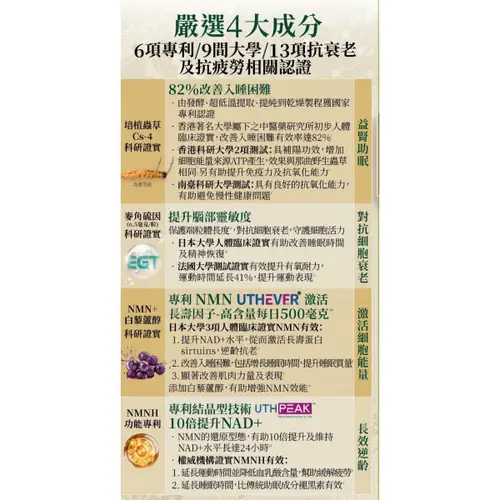 嚴選4大成分
6項專利/9間大學/13項抗衰老
及抗疲勞相關認證
培植蟲草
Cs-4
科研證實
82%改善入睡困難
· 由發酵、超低溫提取、提純到乾燥製程獲國家
專利認證
· 香港著名大學屬下之中醫藥研究所初步人體
臨床證實，改善入睡困難有效率達82%
· 香港科研大學2項測試：具補陽功效，增加
細胞能量來源ATP產生，效果與那曲野生蟲草
相同。另有助提升免疫力及抗氧化能力
· 南臺科研大學測試：具有良好的抗氧化能力，
有助避免慢性健康問題
益腎助眠
麥角硫因
科研證實
EGT
提升腦部靈敏度
保護端粒體長度，對抗細胞衰老，守護細胞活力
· 日本大學人體臨床證實有助改善睡眠時間
及精神恢復
· 法國大學測試證實有效提升有氧耐力，
運動時間延長41%，提升運動表現
對抗細胞衰老
NMN+
白藜蘆醇
科研證實
專利 NMN UTHEVER 激活
長壽因子-高含量每日500毫克
日本大學3項人體臨床證實NMN有效：
1. 提升NAD+水平，從而激活長壽蛋白
sirtuins，逆齡抗老
2. 改善入睡困難，包括增長睡眠時間，提升睡眠質量
3. 顯著改善肌肉力量及表現
添加白藜蘆醇，有助增強NMN效能
激活細胞能量
NMNH
功能專利
專利結晶型技術 UTHPEAK
10倍提升NAD+
· NMN的還原型態，有助10倍提升及維持
NAD+水平長達24小時
· 權威機構證實NMNH有效：
1. 延長運動時間並降低血乳酸含量，幫助緩解疲勞
2. 延長睡眠時間，比傳統助眠成分褪黑素有效
長效逆齡